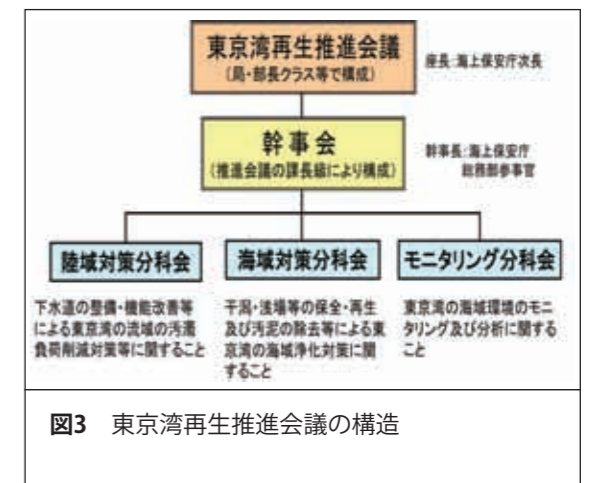 東京湾再生推進会議
(局・部長クラス等で構成)
座長:海上保安庁次長
幹事会
(推進会議の課長級により構成)
幹事長:海上保安庁
総務部参事官
陸域対策分科会
下水道の整備・機能改善等
による東京湾の流域の汚濁
負荷削減対策等に関すること
海域対策分科会
干潟・浅場等の保全・再生
及び汚泥の除去等による東
京湾の海域浄化対策に関
すること
モニタリング分科会
東京湾の海域環境のモニ
タリング及び分析に関する
こと
図3 東京湾再生推進会議の構造